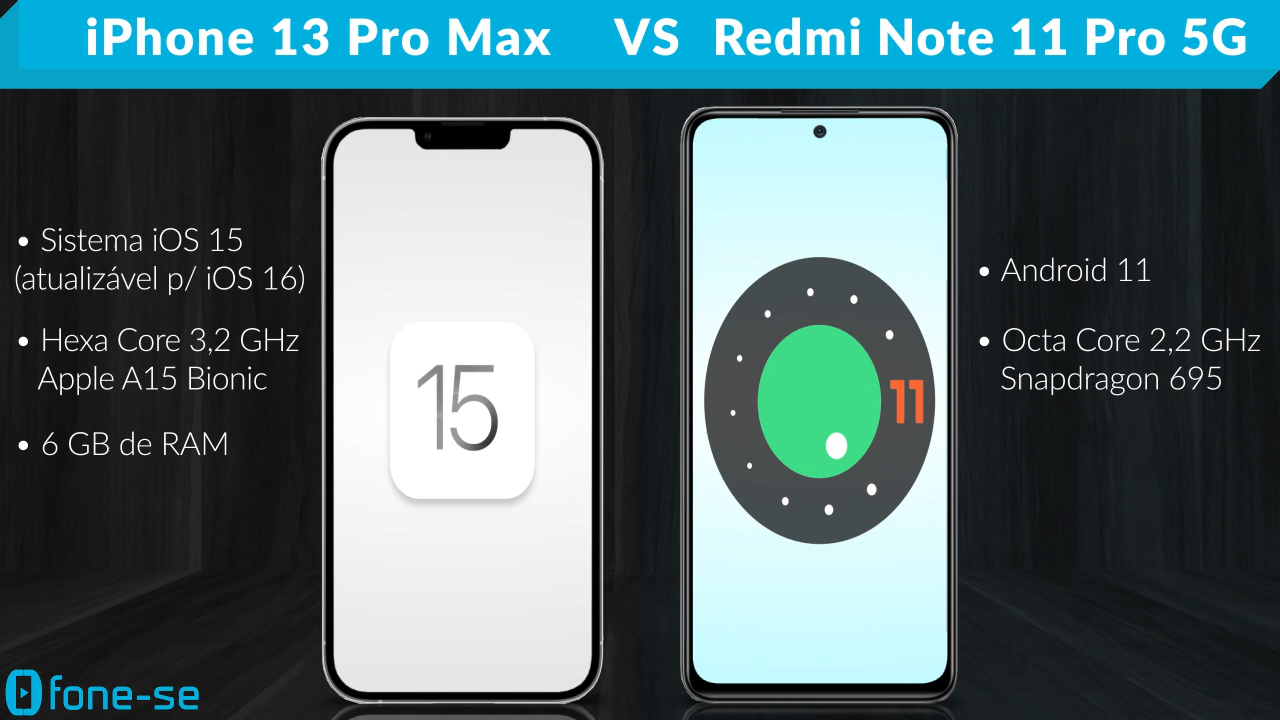 iPhone 13 Pro Max VS Redmi Note 11 Pro 5G
• Sistema iOS 15
(atualizável p/ iOS 16)
• Hexa Core 3,2 GHz
Apple A15 Bionic
• 6 GB de RAM
15
11
• Android 11
• Octa Core 2,2 GHz
Snapdragon 695
fone-se